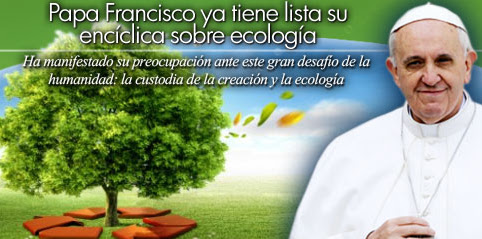 Papa Francisco ya tiene lista su
encíclica sobre ecología
Ha manifestado su preocupación ante este gran desafío de la
humanidad: la custodia de la creación y la ecología